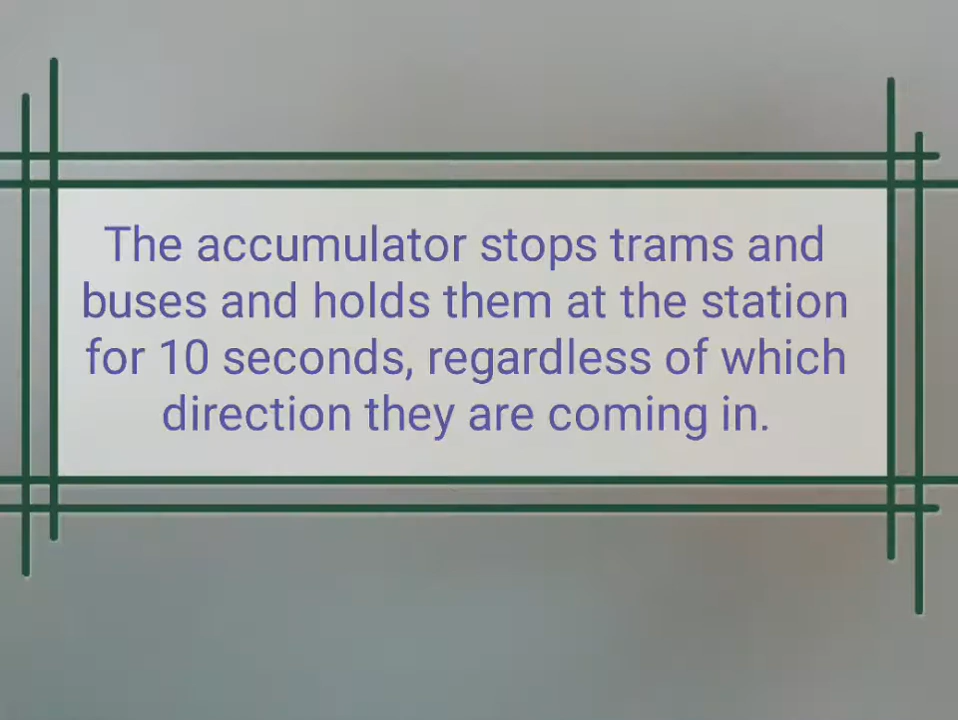 The accumulator stops trams and
buses and holds them at the station
for 10 seconds, regardless of which
direction they are coming in.